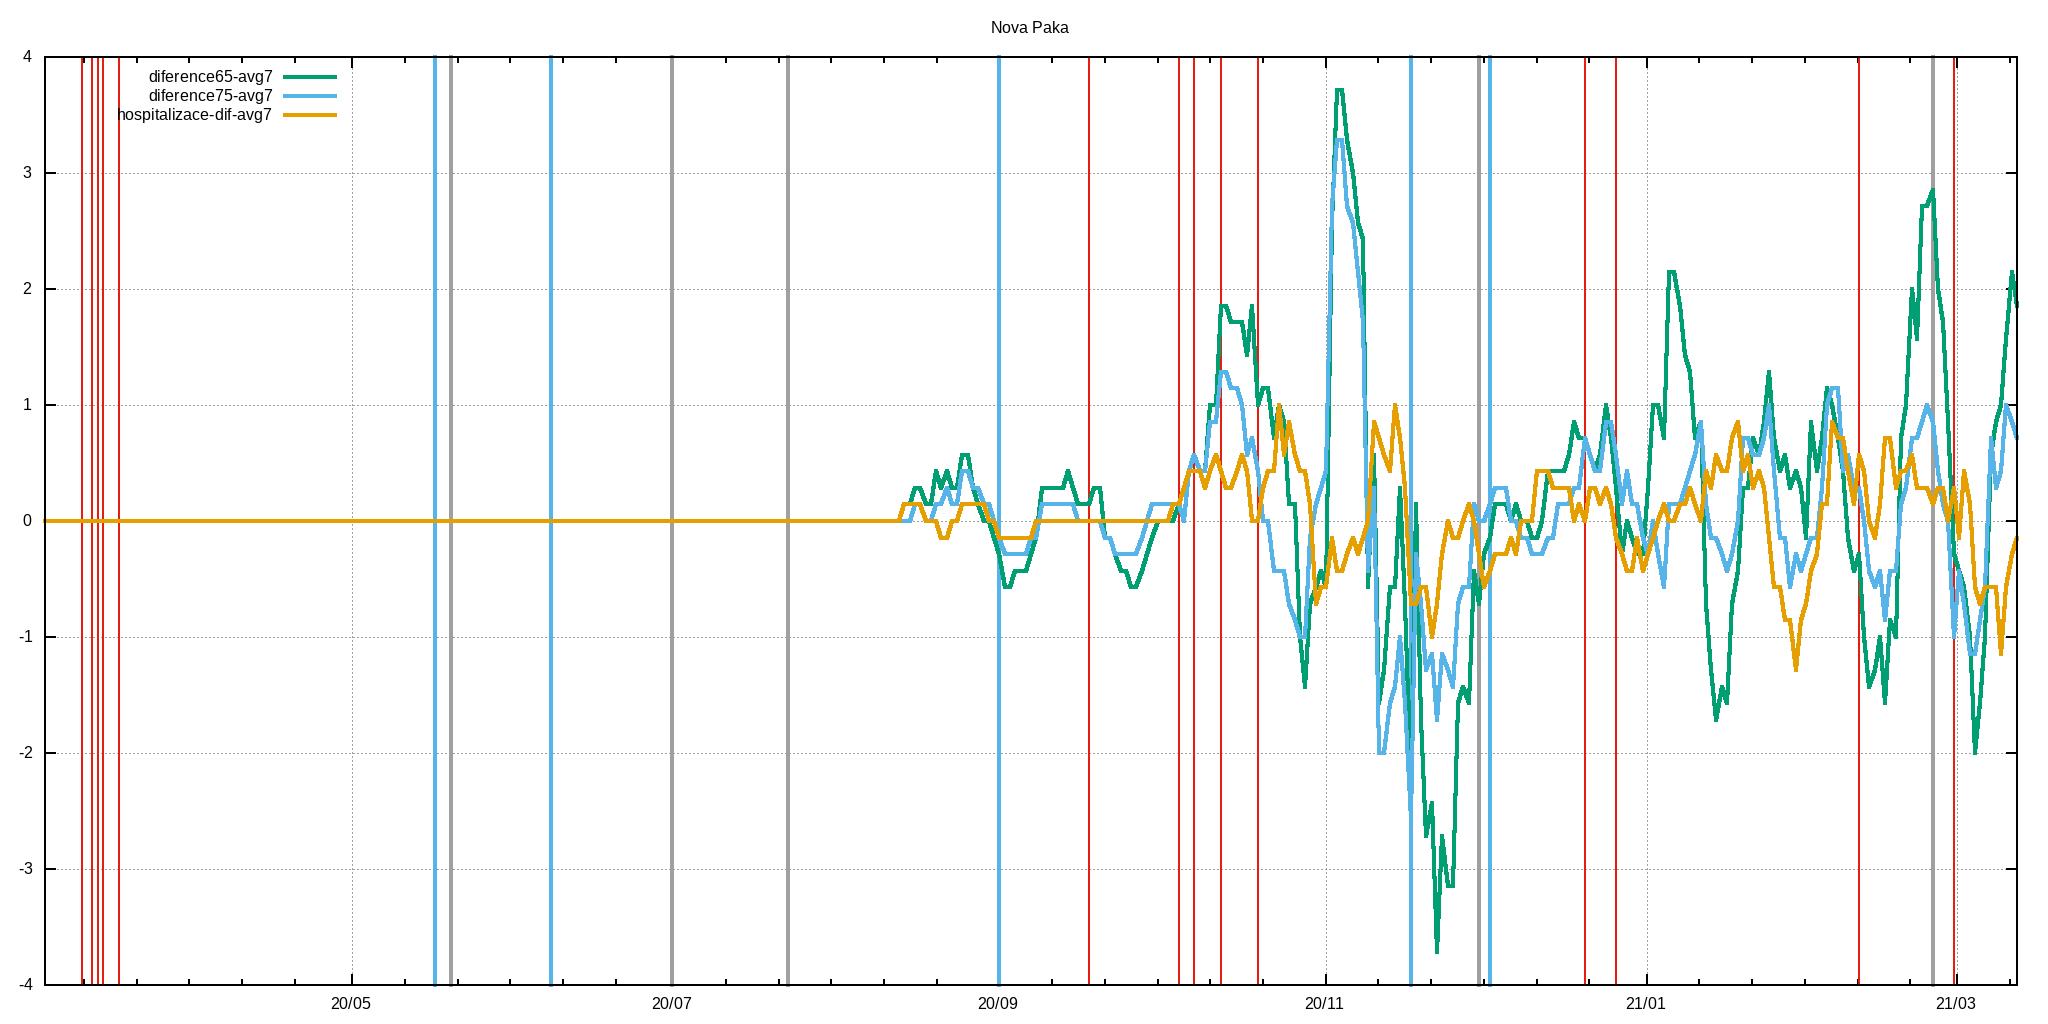 Nova Paka
4
diference65-avg7
diference75-avg7
hospitalizace-dif-avg7
3
2
1
0
-1
-2
-3
-4
20/05 20/07 20/09 20/11 21/01 21/03